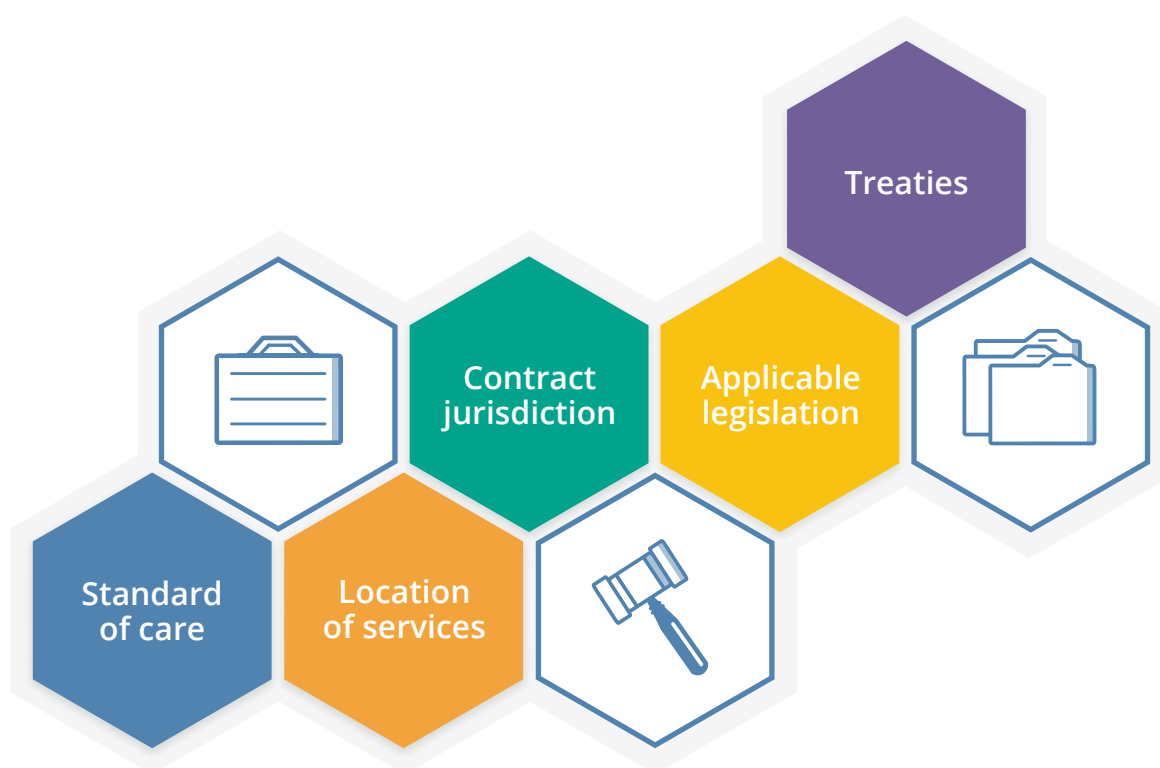 Treaties
Contract
jurisdiction
Applicable
legislation
Standard
of care
Location
of services